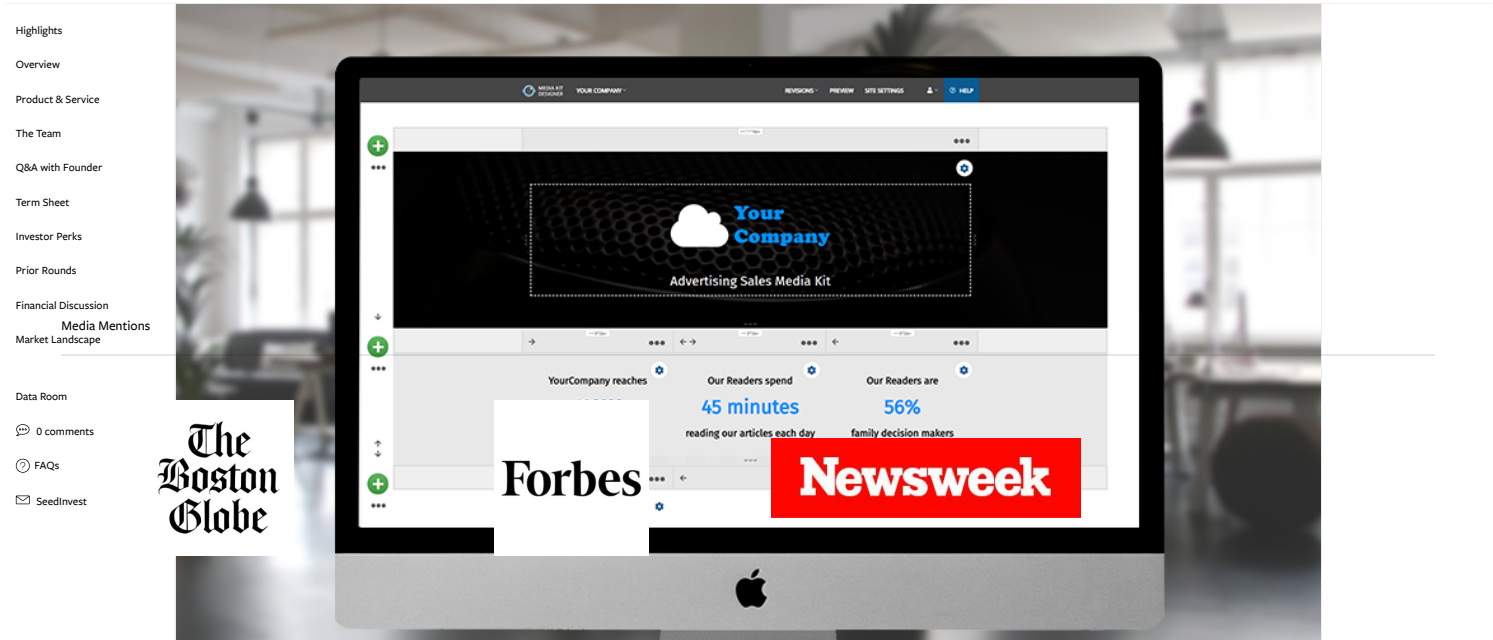 Highlights
Overview
Product & Service
The Team
Q&A with Founder
Term Sheet
Investor Perks
Prior Rounds
Financial Discussion
Media Mentions
Market Landscape
Data Room
0 comments
FAQs
SeedInvest
MEDIA KIT
DESIGNER
YOUR COMPANY
REVISIONS
PREVIEW
SITE SETTINGS
HELP
Your
Company
Advertising Sales Media Kit
YourCompany reaches
Our Readers spend
45 minutes
reading our articles each day
Our Readers are
56%
family decision makers
The
Boston
Globe
Forbes
Newsweek